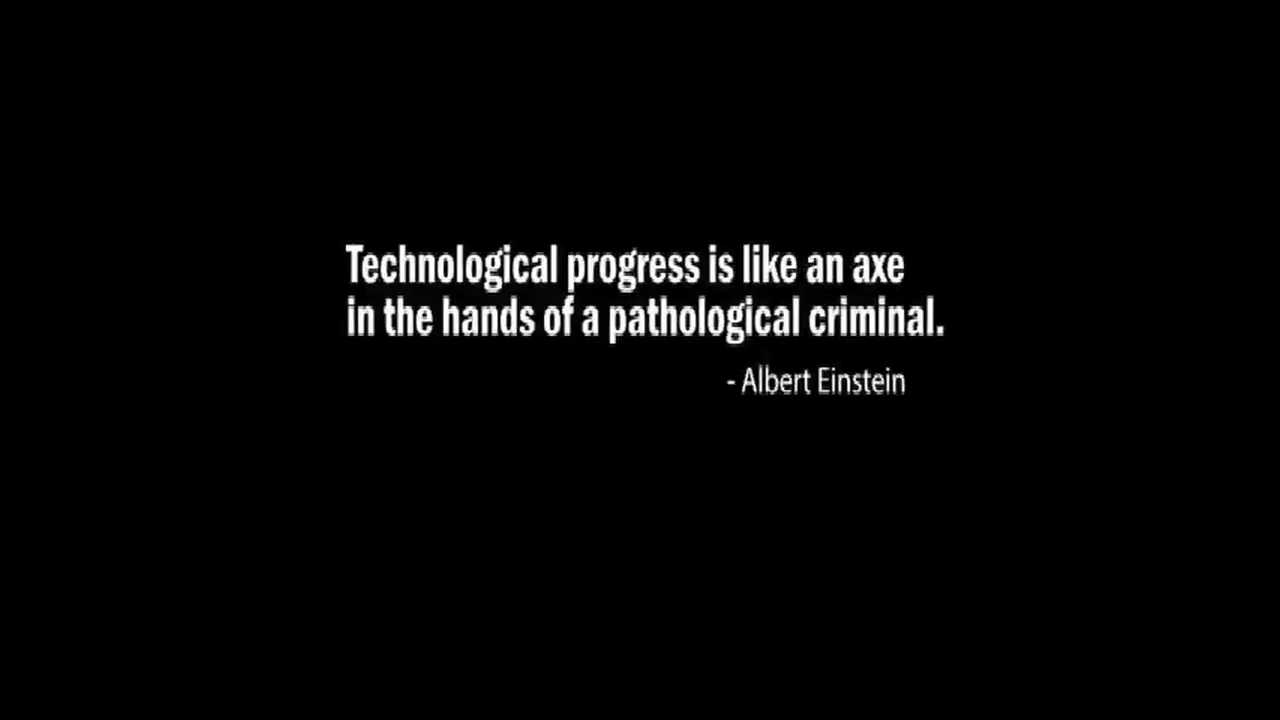 Technological progress is like an axe
in the hands of a pathological criminal.
- Albert Einstein